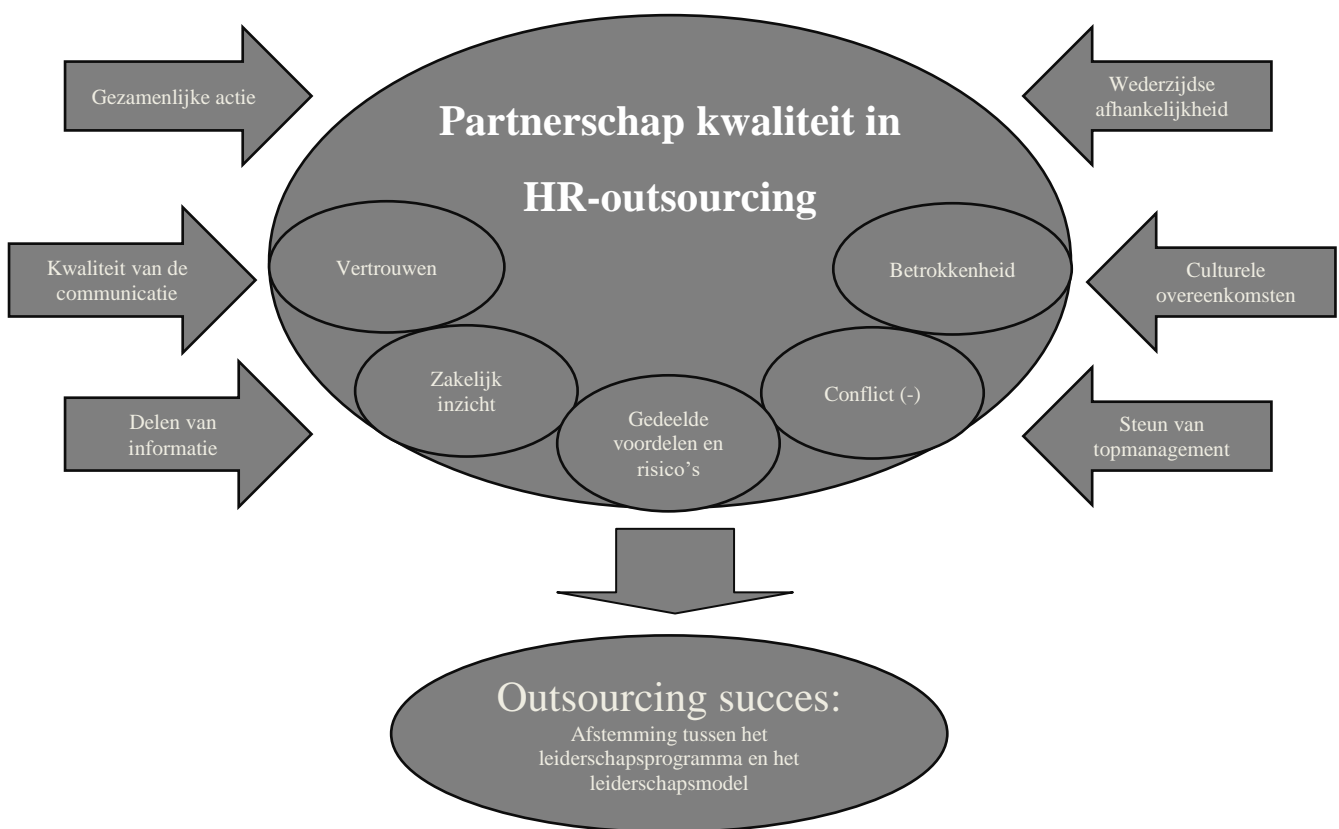 Gezamenlijke actie
Wederzijdse
afhankelijkheid
Partnerschap kwaliteit in
HR-outsourcing
Kwaliteit van de
communicatie
Vertrouwen
Betrokkenheid
Culturele
overeenkomsten
Zakelijk
inzicht
Conflict (-)
Gedeelde
voordelen en
risico’s
Delen van
informatie
Steun van
topmanagement
Outsourcing succes:
Afstemming tussen het
leiderschapsprogramma en het
leiderschapsmodel